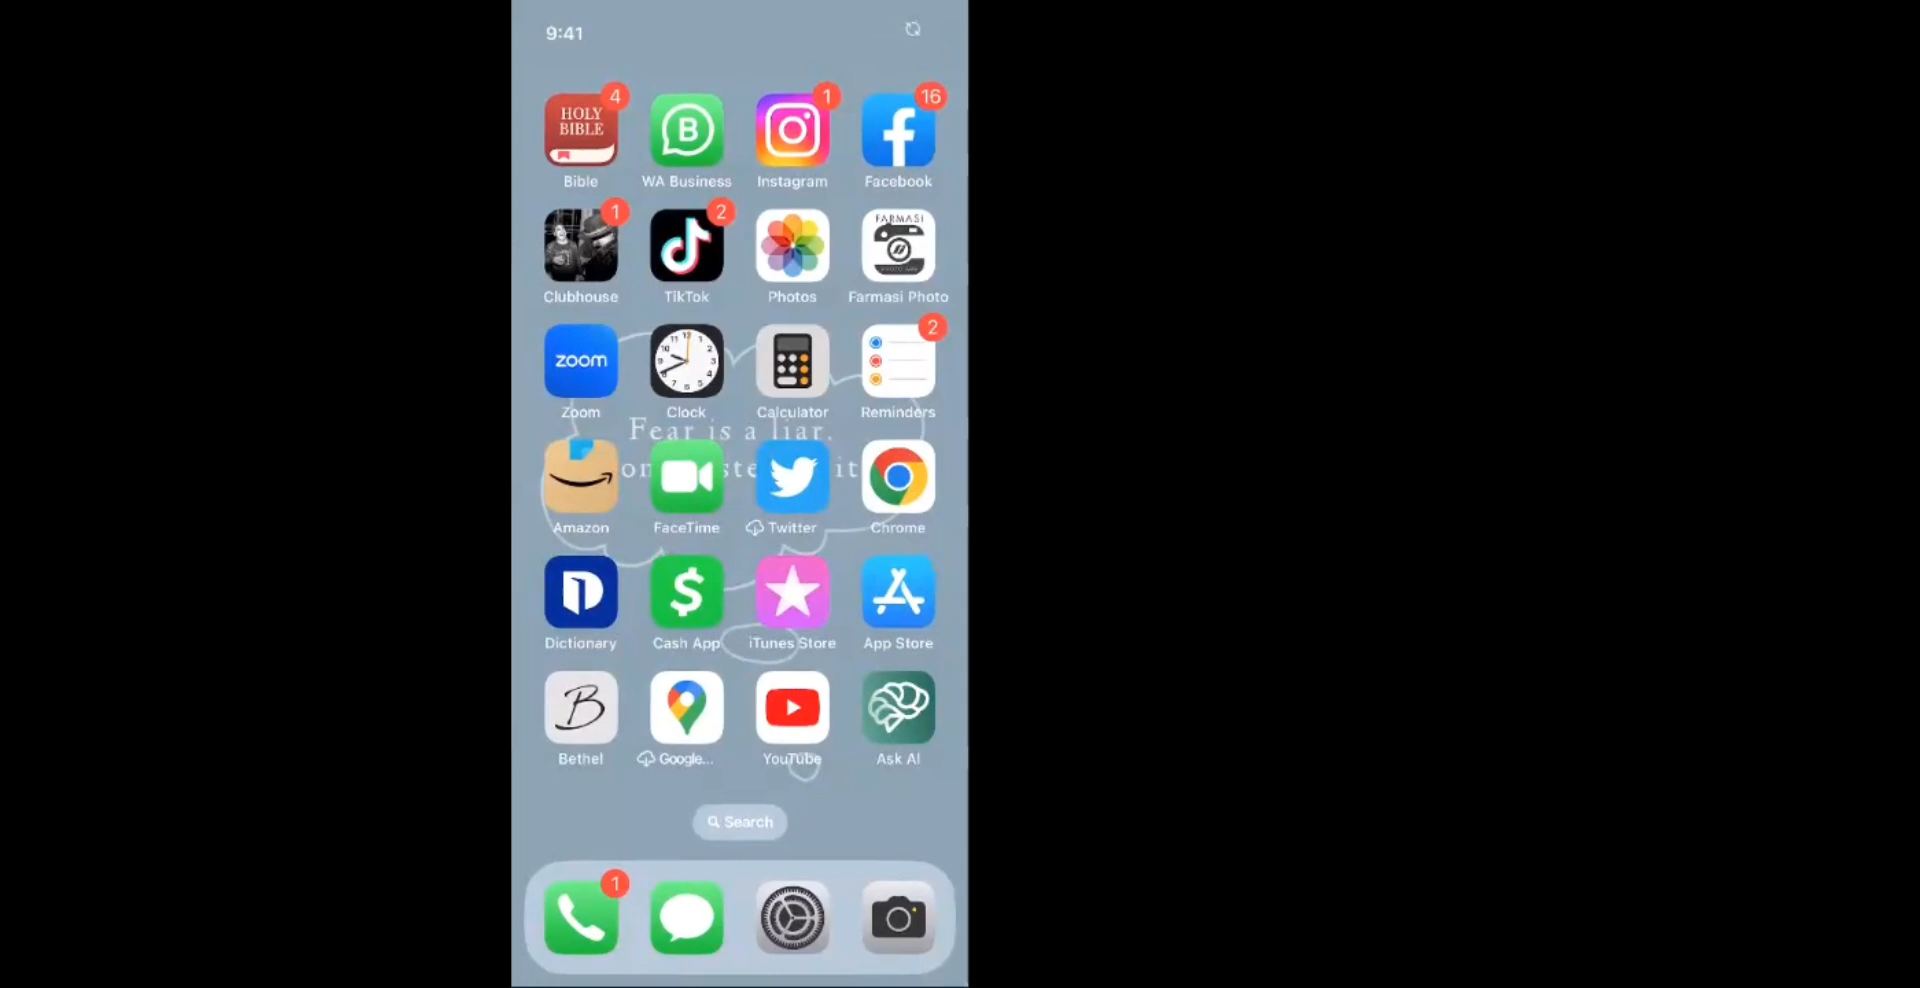 9:41
4
1
16
HOLY
BIBLE
B
Bible
WA Business
Instagram
Facebook
1
2
FARMASI
Clubhouse
TikTok
Photos
Farmasi Photo
2
zoom
Zoom
Clock
Calculator
Reminders
Fear is a liar.
it
Amazon
FaceTime
Twitter
Chrome
D
$
Dictionary
Cash App
iTunes Store
App Store
B
Bethel
Google...
YouTube
Ask AI
Search
1